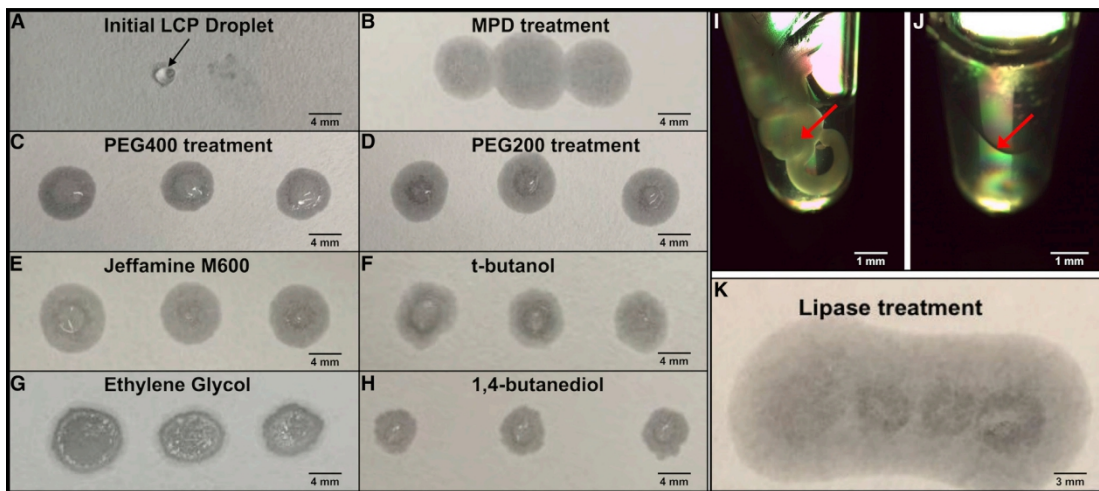 A Initial LCP Droplet
4 mm
B MPD treatment
4 mm
C PEG400 treatment
4 mm
D PEG200 treatment
4 mm
E Jeffamine M600
4 mm
F t-butanol
4 mm
G Ethylene Glycol
4 mm
H 1,4-butanediol
4 mm
I
1 mm
J
1 mm
K Lipase treatment
3 mm